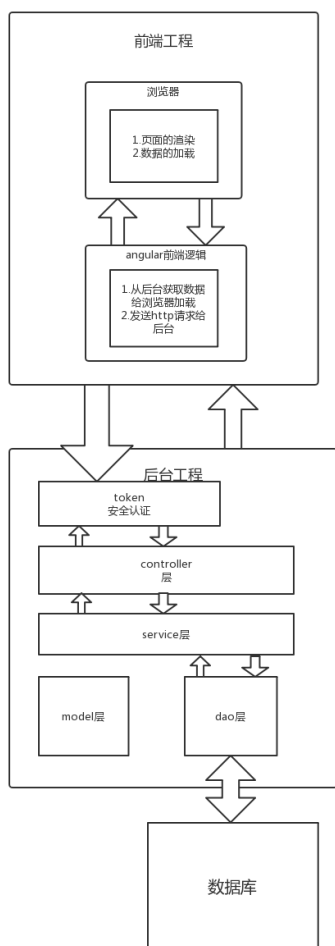 前端工程
浏览器
1.页面的渲染
2.数据的加载
angular前端逻辑
1.从后台获取数据
给浏览器加载
2.发送http请求给
后台
后台工程
token
安全认证
controller
层
service层
model层
dao层
数据库